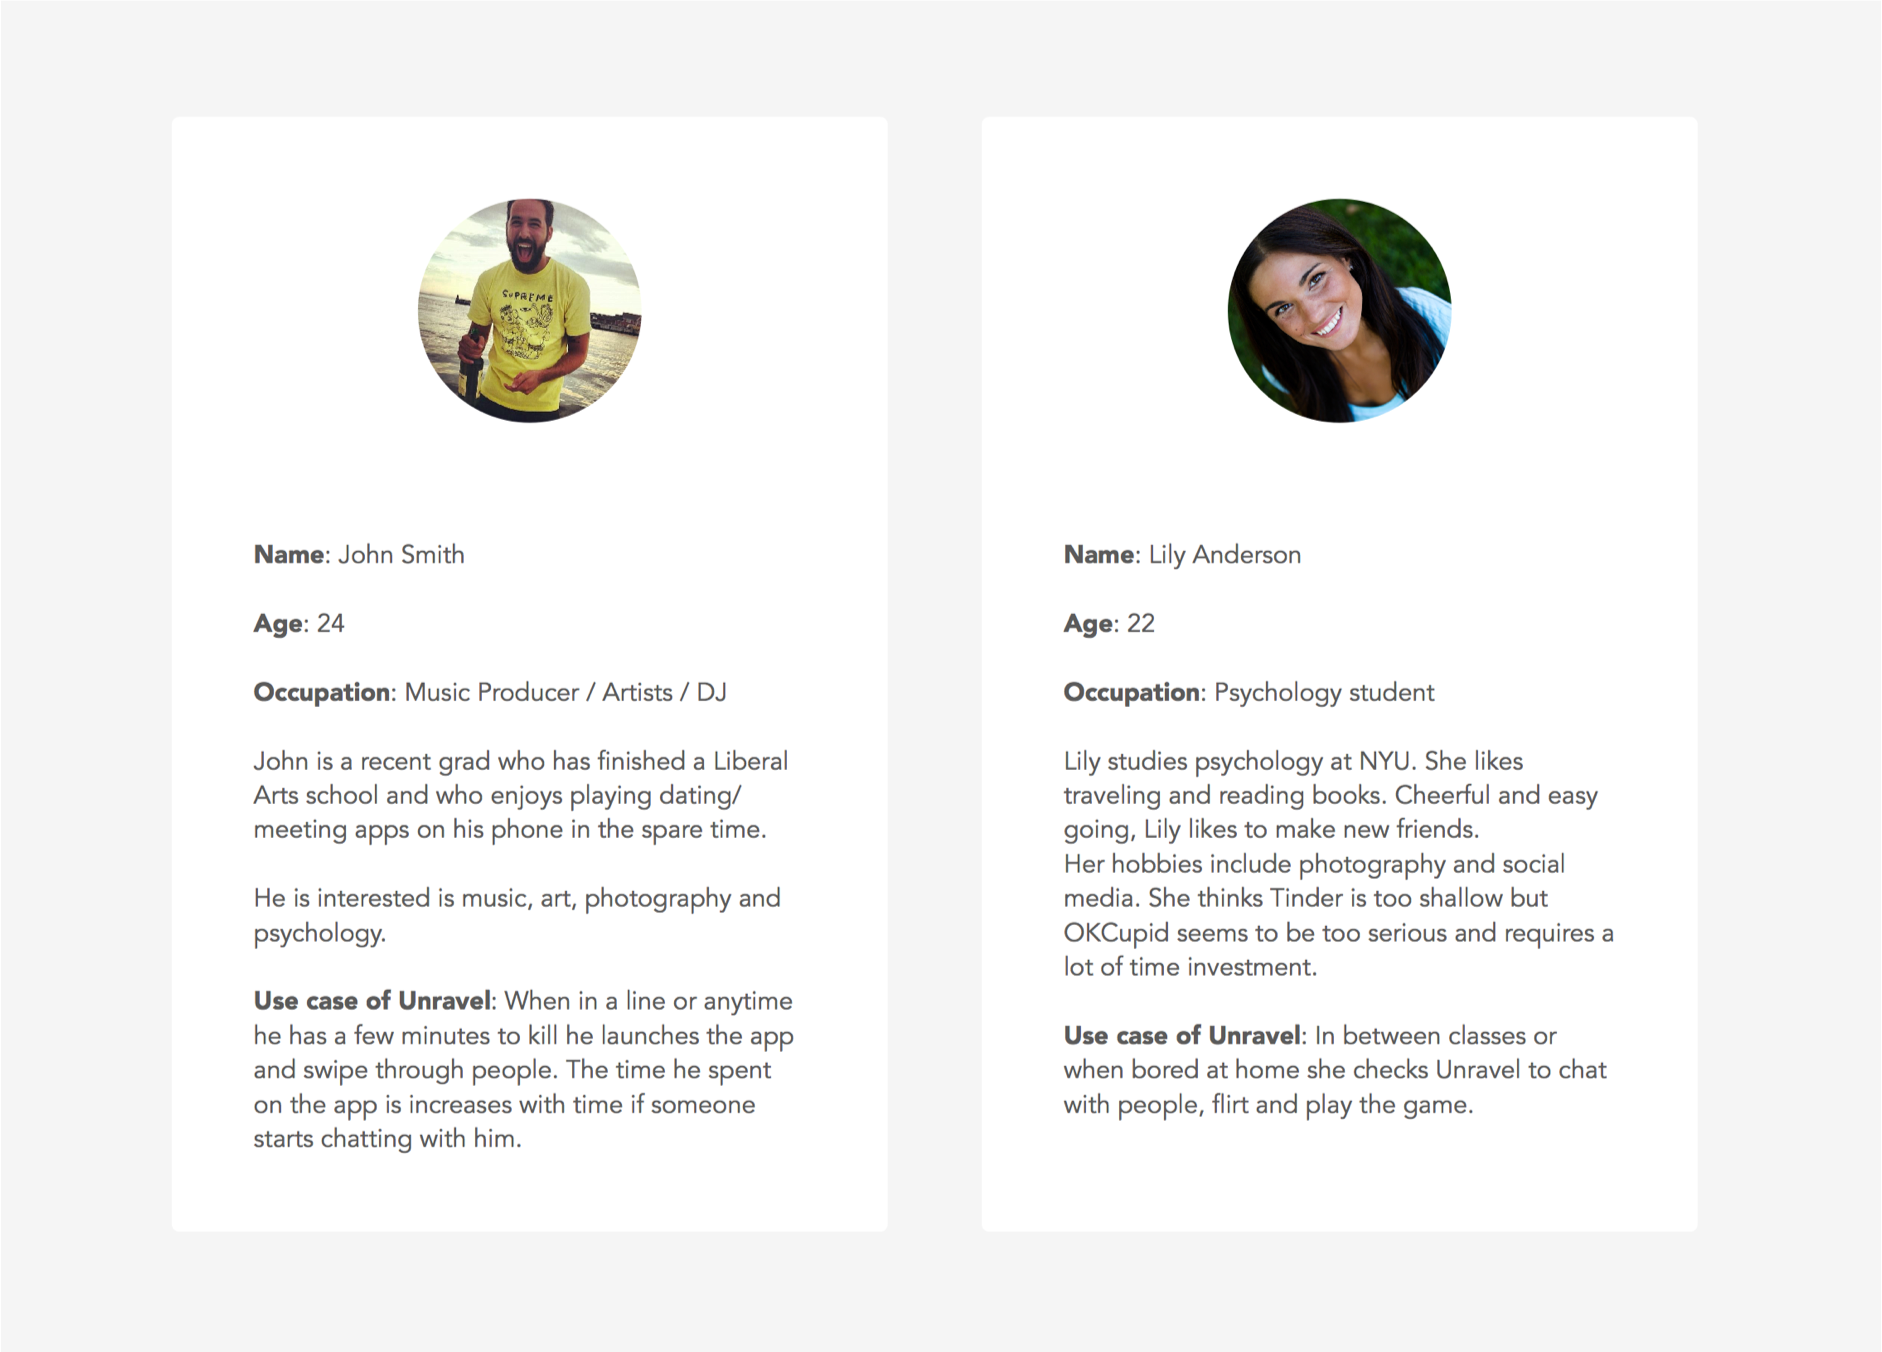 SUPREME
Name: John Smith
Age: 24
Occupation: Music Producer / Artists / DJ
John is a recent grad who has finished a Liberal
Arts school and who enjoys playing dating/
meeting apps on his phone in the spare time.
He is interested is music, art, photography and
psychology.
Use case of Unravel: When in a line or anytime
he has a few minutes to kill he launches the app
and swipe through people. The time he spent
on the app is increases with time if someone
starts chatting with him.
Name: Lily Anderson
Age: 22
Occupation: Psychology student
Lily studies psychology at NYU. She likes
traveling and reading books. Cheerful and easy
going, Lily likes to make new friends.
Her hobbies include photography and social
media. She thinks Tinder is too shallow but
OKCupid seems to be too serious and requires a
lot of time investment.
Use case of Unravel: In between classes or
when bored at home she checks Unravel to chat
with people, flirt and play the game.